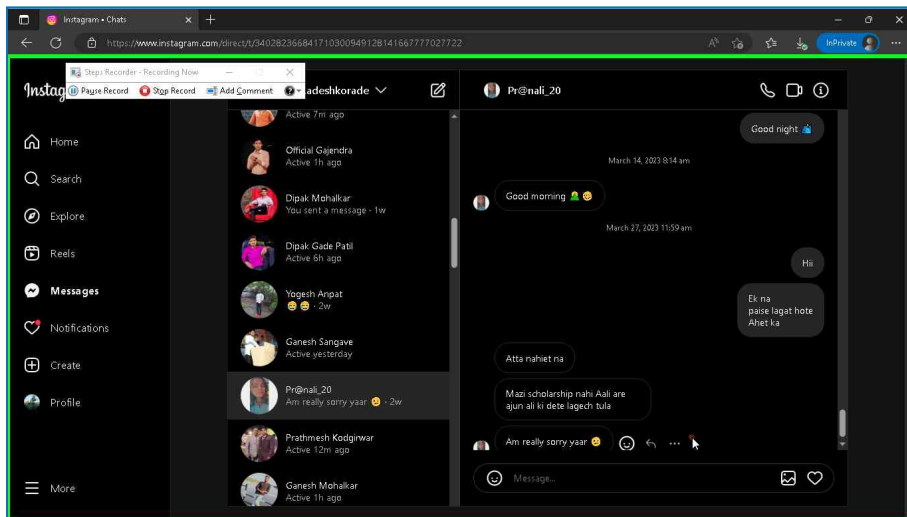 Instagram • Chats
https://www.instagram.com/direct/t/340282366841710300949128141667777027722
InPrivate
Steps Recorder - Recording Now
Pause Record
Stop Record
Add Comment
Instag
adeshkorade
Home
Search
Explore
Reels
Messages
Notifications
Create
Profile
More
Active 7m ago
Official Gajendra
Active 1h ago
Dipak Mohalkar
You sent a message · 1w
Dipak Gade Patil
Active 6h ago
Yogesh Anpat
😂 😂 · 2w
Ganesh Sangave
Active yesterday
Pr@nali_20
Am really sorry yaar 😉 · 2w
Prathmesh Kodgirwar
Active 12m ago
Ganesh Mohalkar
Active 1h ago
Pr@nali_20
Good night
March 14, 2023 8:14 am
Good morning
March 27, 2023 11:59 am
Hii
Ek na
paise lagat hote
Ahet ka
Atta nahiet na
Mazi scholarship nahi Aali are
ajun ali ki dete lagech tula
Am really sorry yaar 😉
Message...